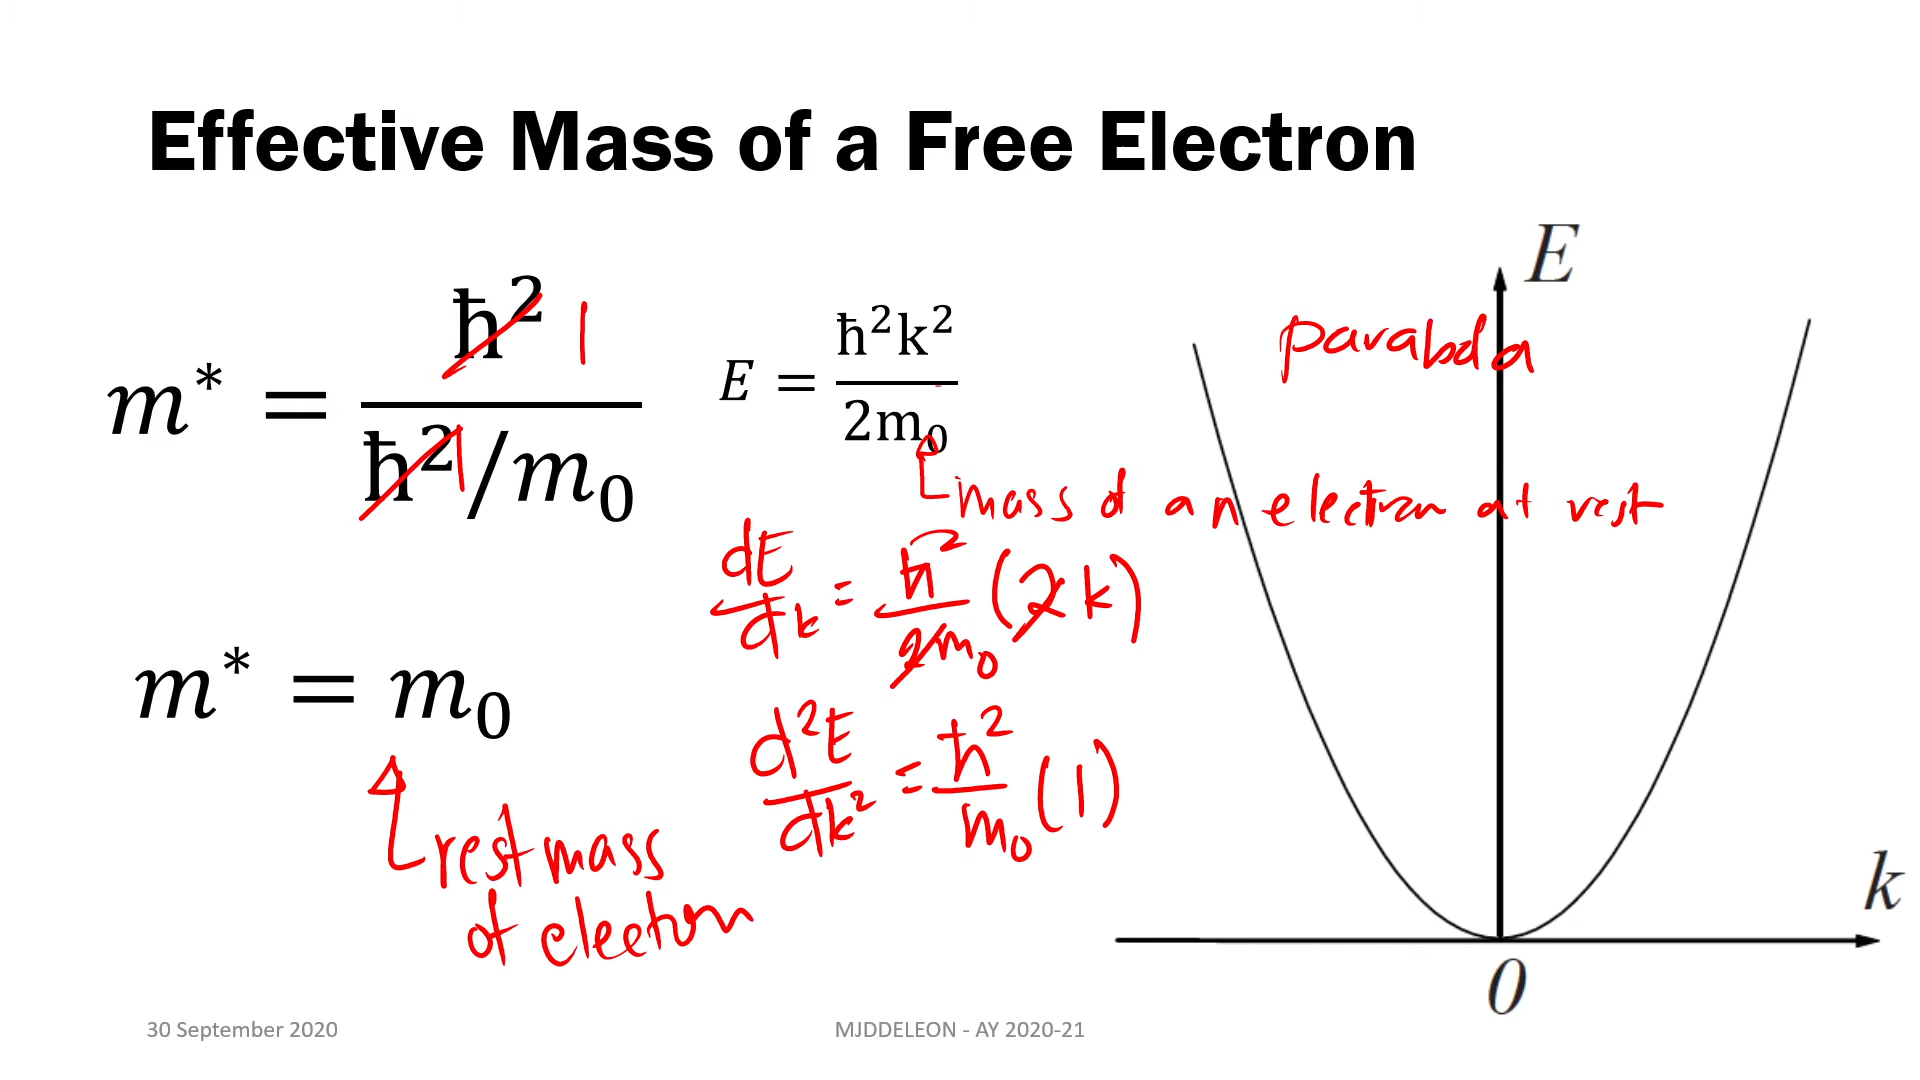 Effective Mass of a Free Electron
m* = ħ² 1 / ħ² 1 /m₀
E = ħ²k² / 2m₀
mass of an electron at rest
dE/dk = ħ²/2m₀ (2k)
d²E/dk² = ħ²/m₀ (1)
m* = m₀
rest mass
of electron
E
parabola
k
0
30 September 2020
MJDDELEON - AY 2020-21